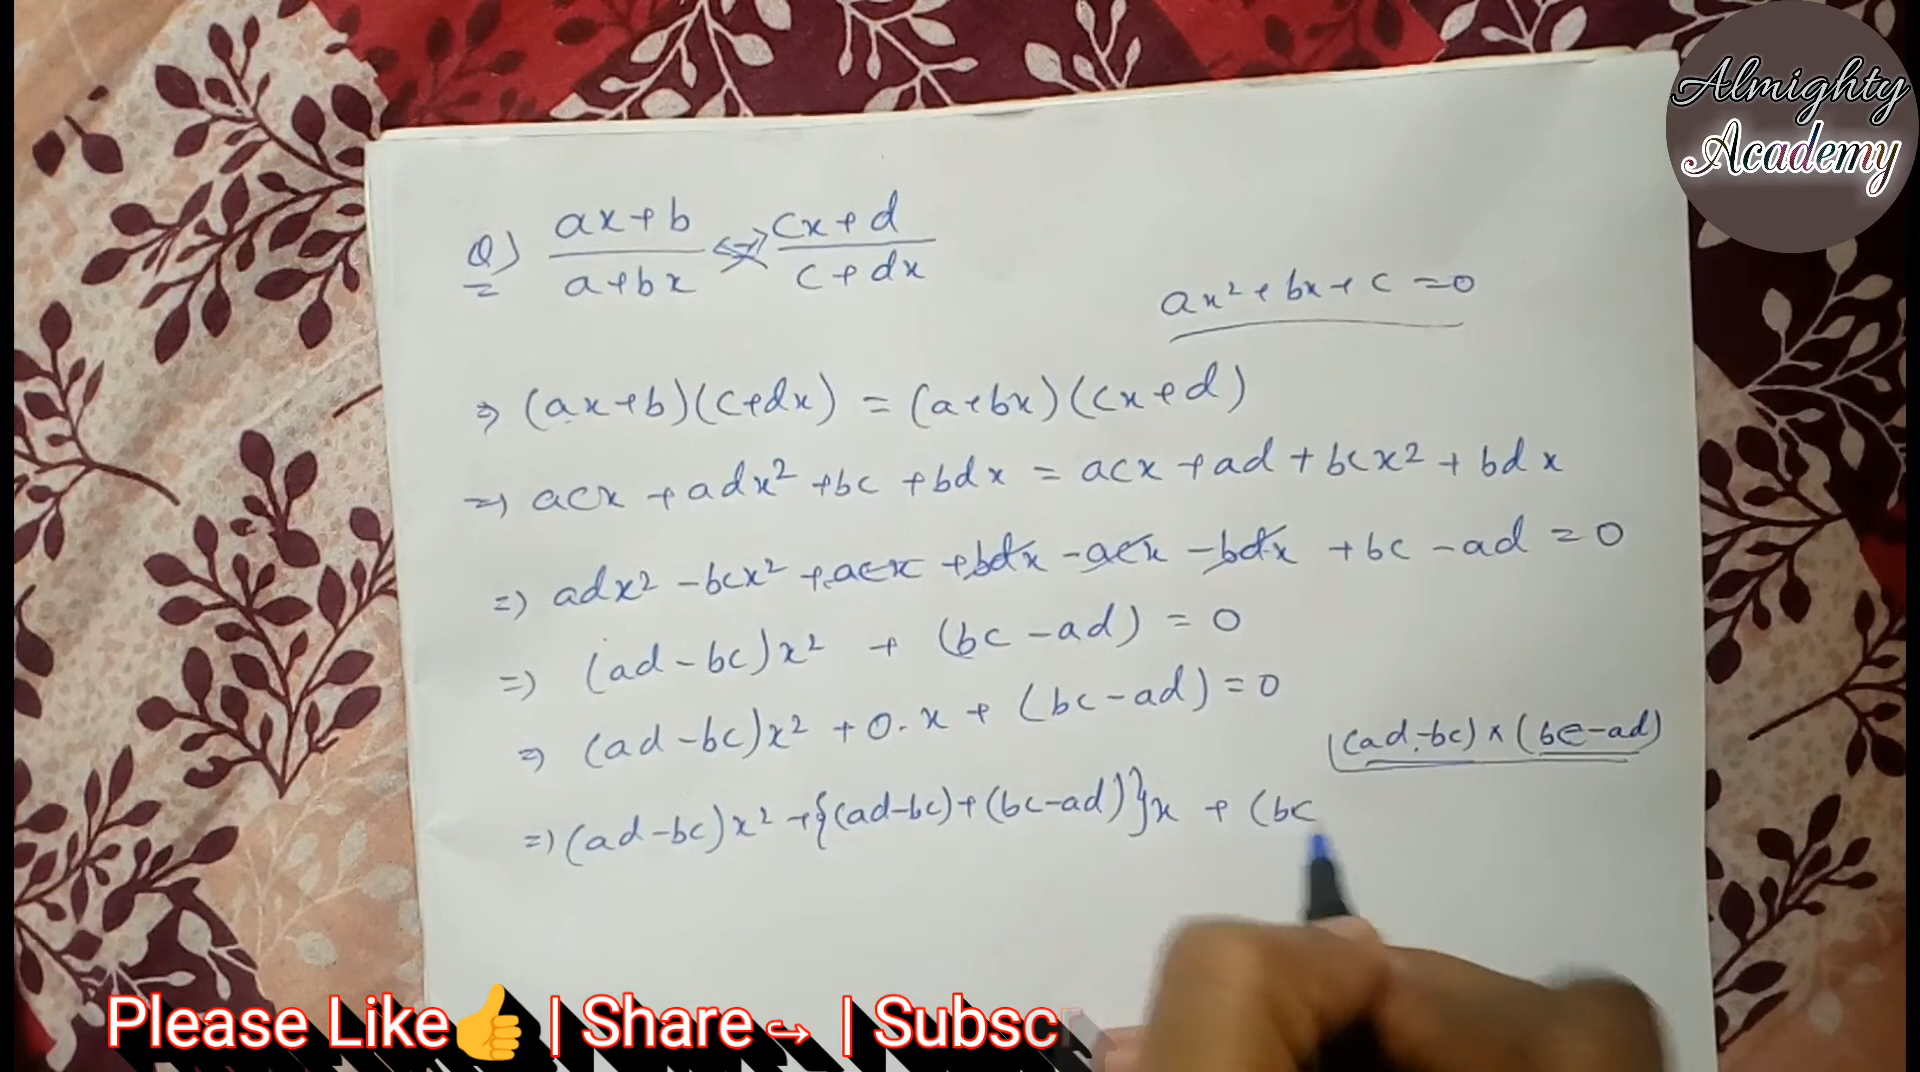 Almighty
Academy
Q) (ax+b)/(a+bx) = (cx+d)/(c+dx)
ax²+bx+c=0
⇒ (ax+b)(c+dx) = (a+bx)(cx+d)
⇒ acx + adx² + bc + bdx = acx + ad + bcx² + bdx
⇒ adx² - bcx² + acx + bdx - acx - bdx + bc - ad = 0
⇒ (ad-bc)x² + (bc-ad) = 0
⇒ (ad-bc)x² + 0.x + (bc-ad) = 0
(ad-bc)×(bc-ad)
⇒ (ad-bc)x² + {(ad-bc)+(bc-ad)}x + (bc
Please Like👍 | Share↪ | Subscr